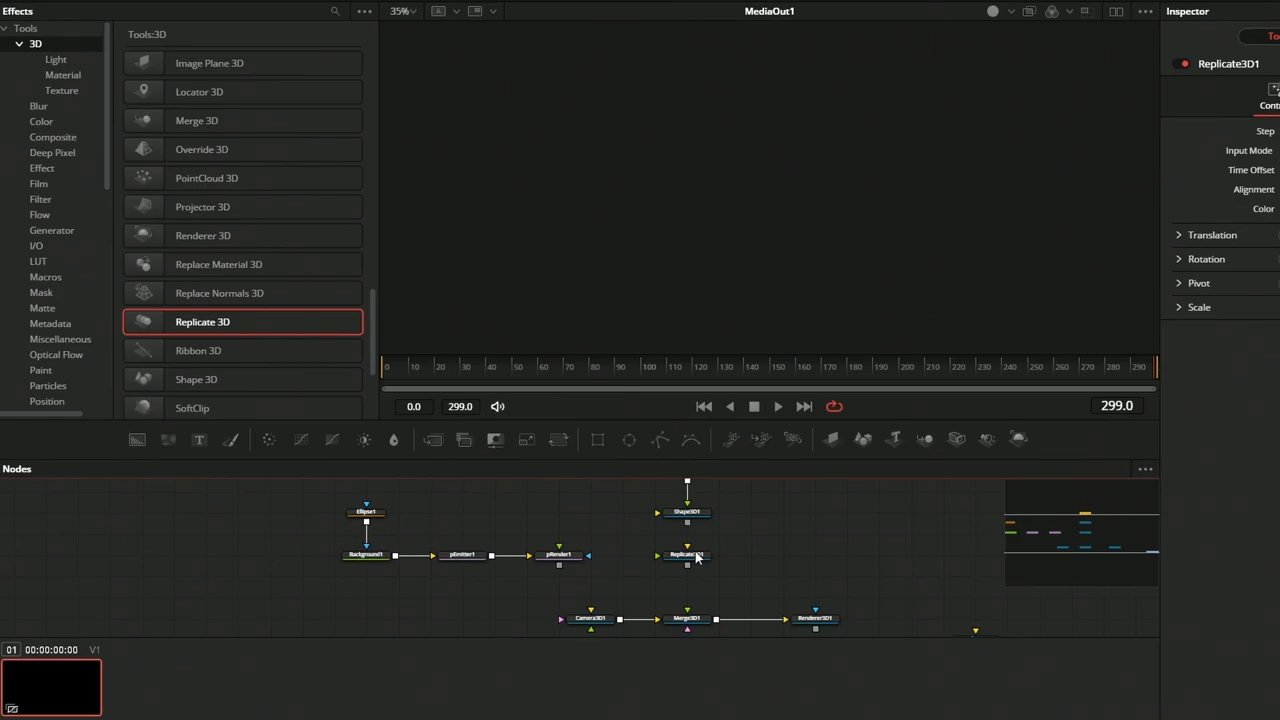 Effects
35%
A
MediaOut1
Inspector
Tools
3D
Light
Material
Texture
Blur
Color
Composite
Deep Pixel
Effect
Film
Filter
Flow
Generator
I/O
LUT
Macros
Mask
Matte
Metadata
Miscellaneous
Optical Flow
Paint
Particles
Position
Tools:3D
Image Plane 3D
Locator 3D
Merge 3D
Override 3D
PointCloud 3D
Projector 3D
Renderer 3D
Replace Material 3D
Replace Normals 3D
Replicate 3D
Ribbon 3D
Shape 3D
SoftClip
0 10 20 30 40 50 60 70 80 90 100 110 120 130 140 150 160 170 180 190 200 210 220 230 240 250 260 270 280 290
0.0
299.0
299.0
To
Replicate3D1
Cont
Step
Input Mode
Time Offset
Alignment
Color
Translation
Rotation
Pivot
Scale
T
T
Nodes
Ellipse1
Shape3D1
Background1
pEmitter1
pRender1
Camera3D1
Merge3D1
Renderer3D1
01 00:00:00:00 V1